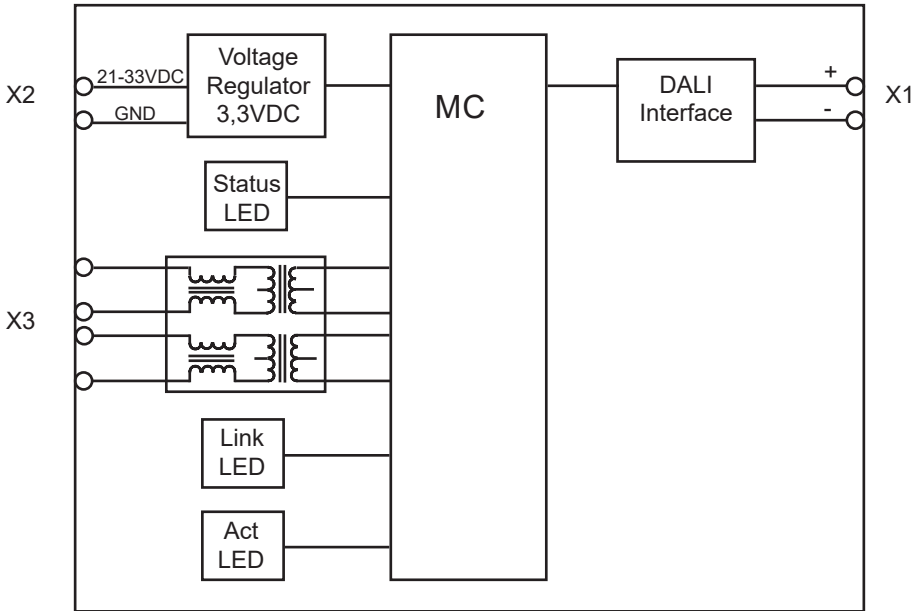 X2
21-33VDC
GND
Voltage
Regulator
3,3VDC
MC
DALI
Interface
+
-
X1
Status
LED
X3
Link
LED
Act
LED